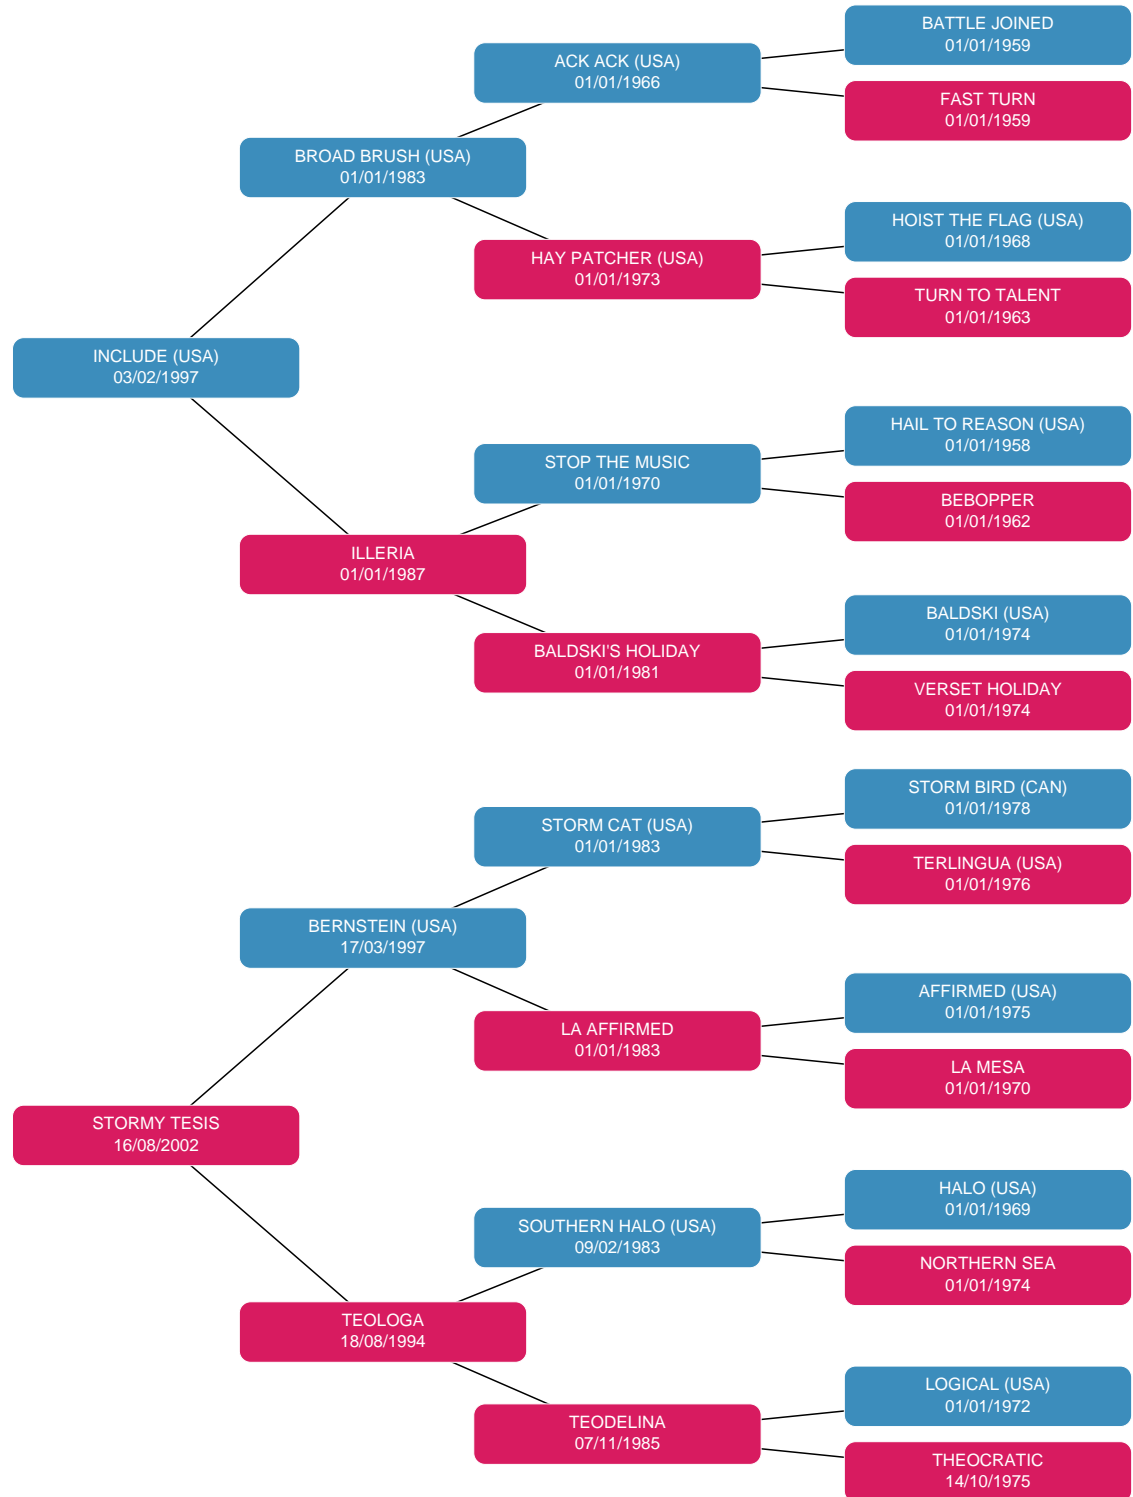 BATTLE JOINED
01/01/1959
ACK ACK (USA)
01/01/1966
FAST TURN
01/01/1959
BROAD BRUSH (USA)
01/01/1983
HOIST THE FLAG (USA)
01/01/1968
HAY PATCHER (USA)
01/01/1973
TURN TO TALENT
01/01/1963
INCLUDE (USA)
03/02/1997
HAIL TO REASON (USA)
01/01/1958
STOP THE MUSIC
01/01/1970
BEBOPPER
01/01/1962
ILLERIA
01/01/1987
BALDSKI (USA)
01/01/1974
BALDSKI'S HOLIDAY
01/01/1981
VERSET HOLIDAY
01/01/1974
STORM BIRD (CAN)
01/01/1978
STORM CAT (USA)
01/01/1983
TERLINGUA (USA)
01/01/1976
BERNSTEIN (USA)
17/03/1997
AFFIRMED (USA)
01/01/1975
LA AFFIRMED
01/01/1983
LA MESA
01/01/1970
STORMY TESIS
16/08/2002
HALO (USA)
01/01/1969
SOUTHERN HALO (USA)
09/02/1983
NORTHERN SEA
01/01/1974
TEOLOGA
18/08/1994
LOGICAL (USA)
01/01/1972
TEODELINA
07/11/1985
THEOCRATIC
14/10/1975